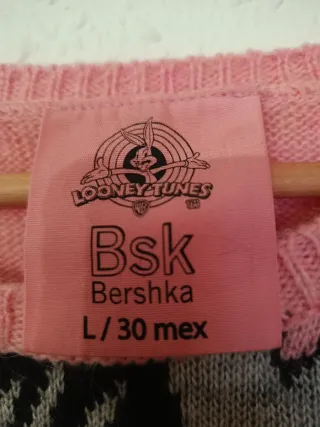 LOONEY TUNES
Bsk
Bershka
L / 30 mex